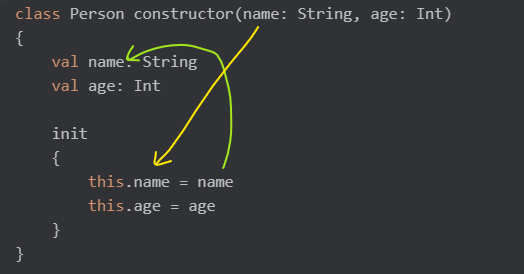 class Person constructor(name: String, age: Int)
{
    val name: String
    val age: Int
    init
    {
        this.name = name
        this.age = age
    }
}